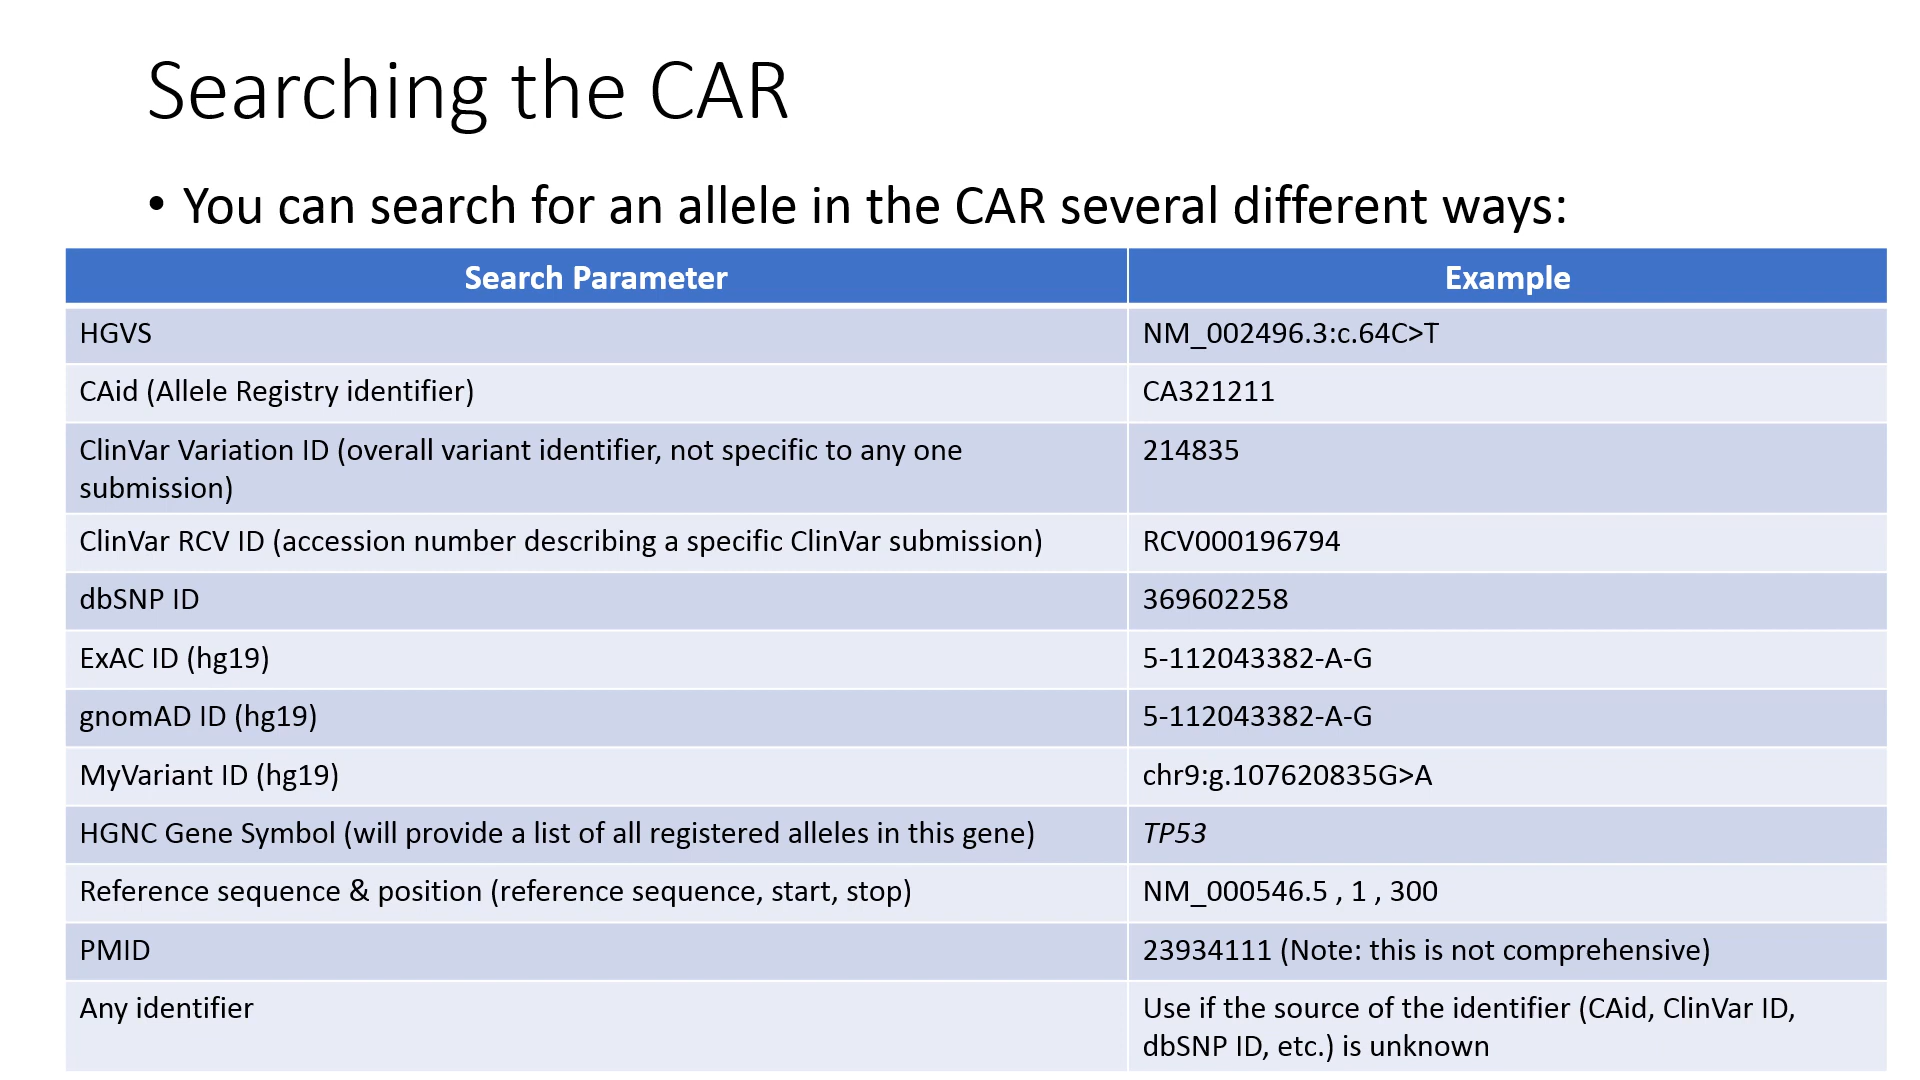 Searching the CAR
• You can search for an allele in the CAR several different ways:
Search Parameter Example
HGVS NM_002496.3:c.64C>T
CAid (Allele Registry identifier) CA321211
ClinVar Variation ID (overall variant identifier, not specific to any one 214835
submission)
ClinVar RCV ID (accession number describing a specific ClinVar submission) RCV000196794
dbSNP ID 369602258
ExAC ID (hg19) 5-112043382-A-G
gnomAD ID (hg19) 5-112043382-A-G
MyVariant ID (hg19) chr9:g.107620835G>A
HGNC Gene Symbol (will provide a list of all registered alleles in this gene) TP53
Reference sequence & position (reference sequence, start, stop) NM_000546.5 , 1 , 300
PMID 23934111 (Note: this is not comprehensive)
Any identifier Use if the source of the identifier (CAid, ClinVar ID,
dbSNP ID, etc.) is unknown